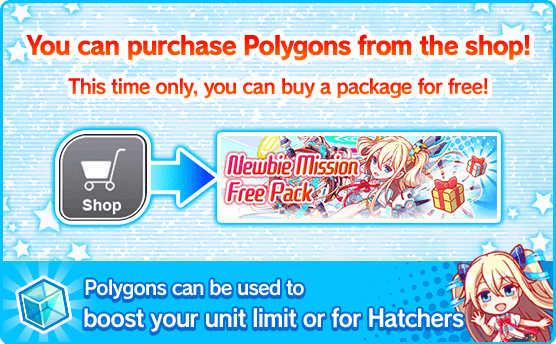 You can purchase Polygons from the shop!
This time only, you can buy a package for free!
Shop
Newbie Mission
Free Pack
Polygons can be used to
boost your unit limit or for Hatchers